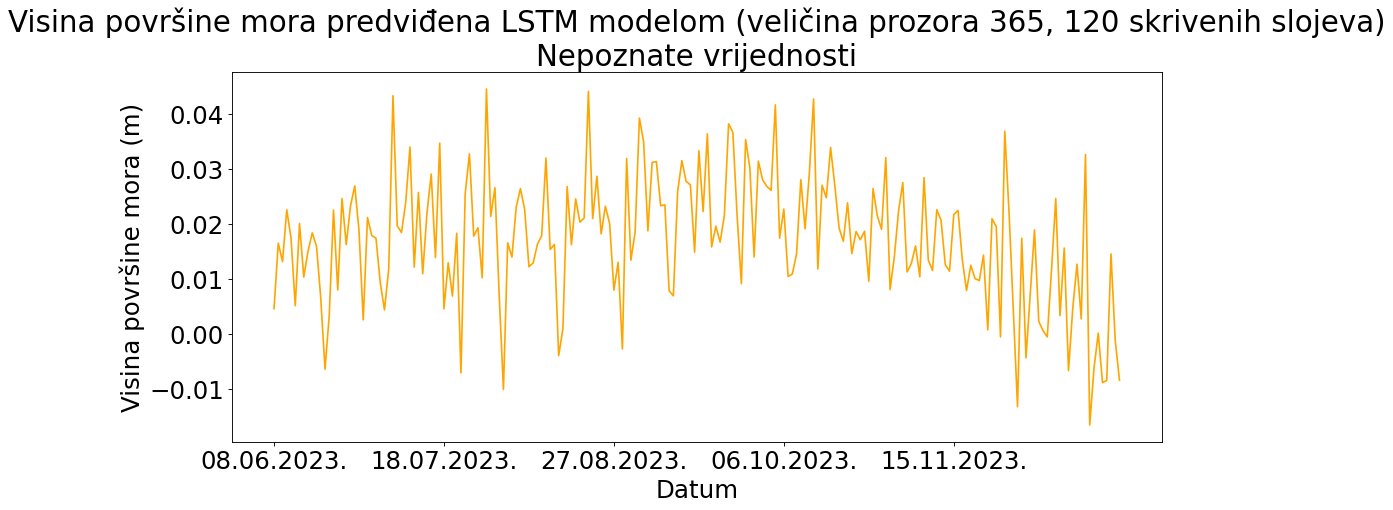 Visina površine mora predviđena LSTM modelom (veličina prozora 365, 120 skrivenih slojeva)
Nepoznate vrijednosti
Visina površine mora (m)
0.04
0.03
0.02
0.01
0.00
−0.01
08.06.2023. 18.07.2023. 27.08.2023. 06.10.2023. 15.11.2023.
Datum